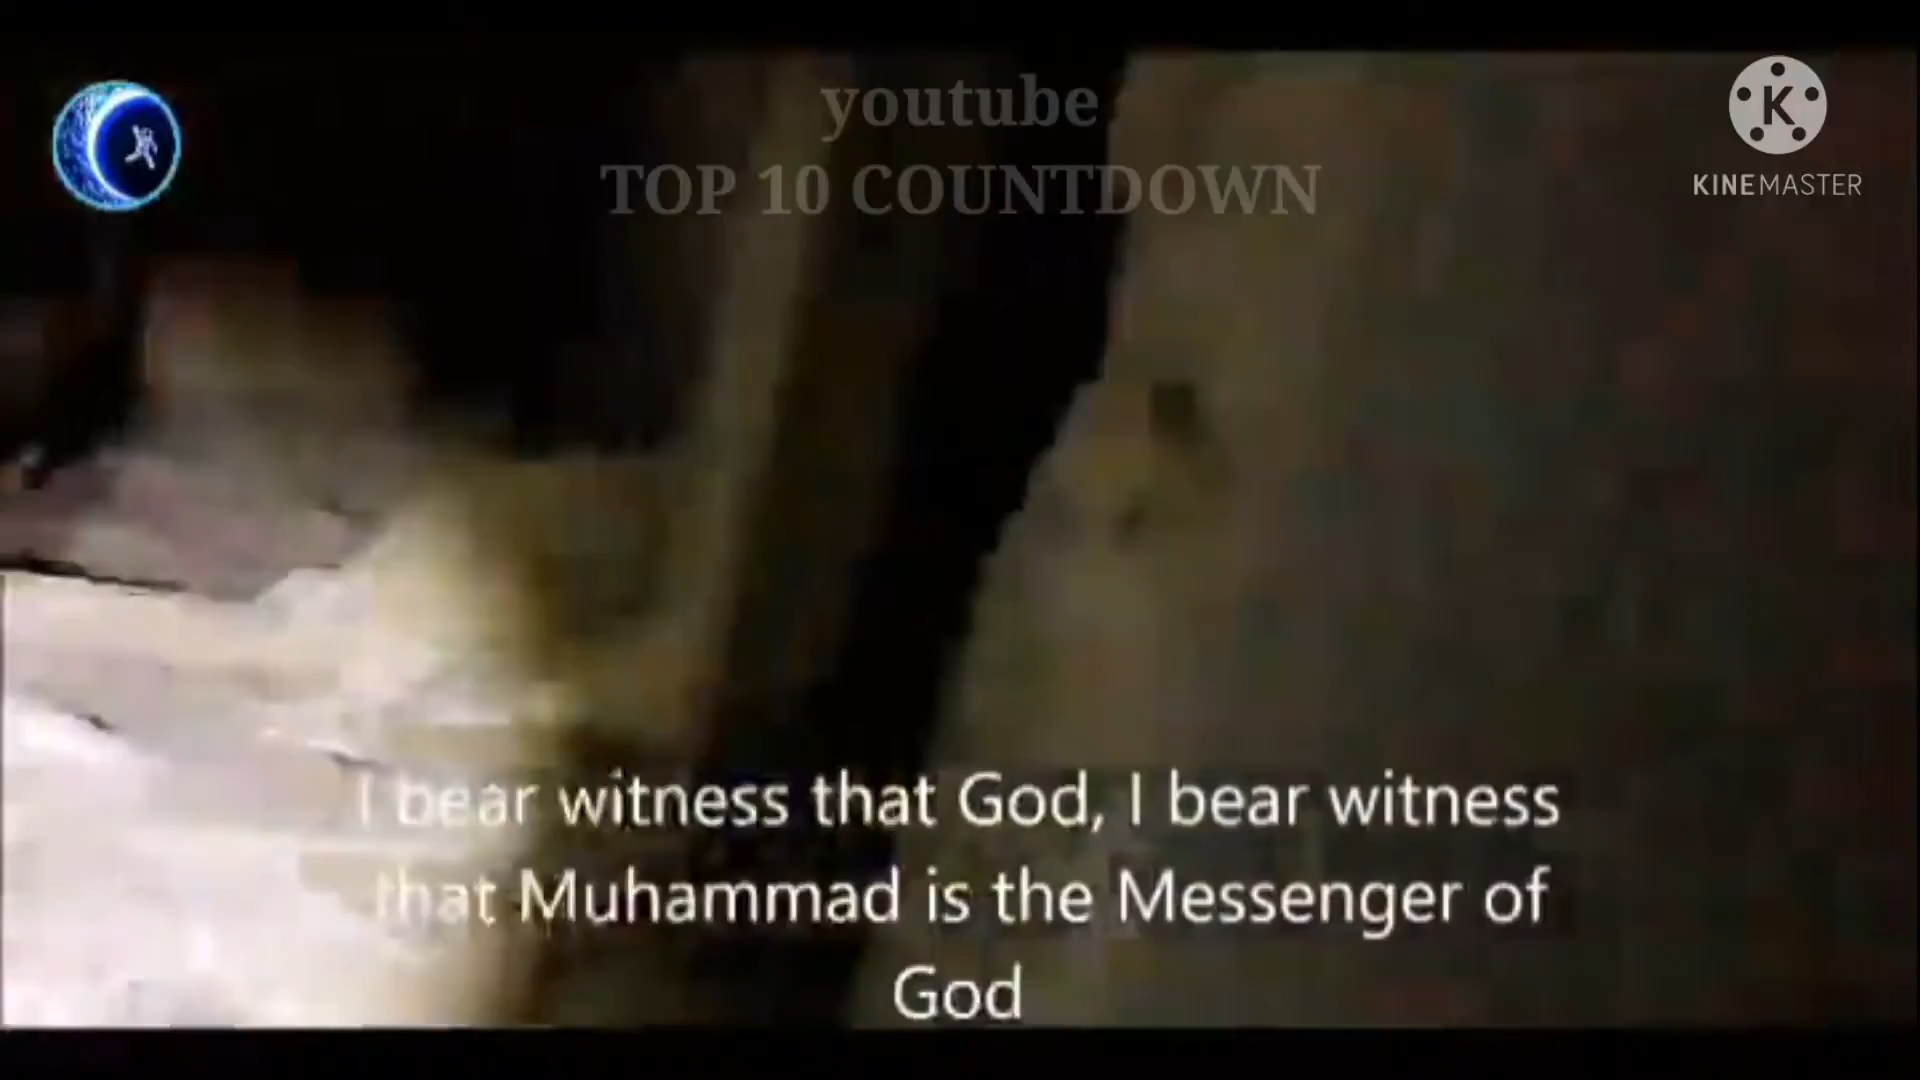 youtube
TOP 10 COUNTDOWN
K
KINEMASTER
I bear witness that God, I bear witness
that Muhammad is the Messenger of
God